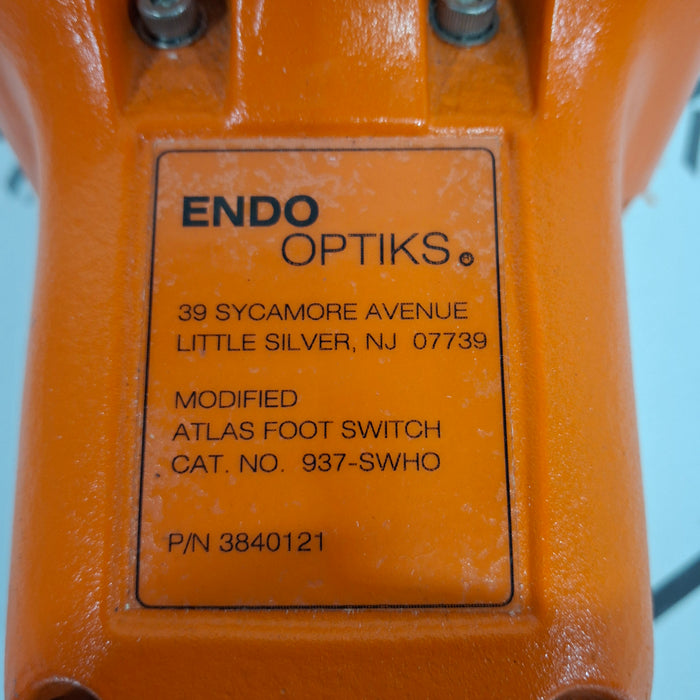 ENDO
OPTIKS®
39 SYCAMORE AVENUE
LITTLE SILVER, NJ 07739
MODIFIED
ATLAS FOOT SWITCH
CAT. NO. 937-SWHO
P/N 3840121